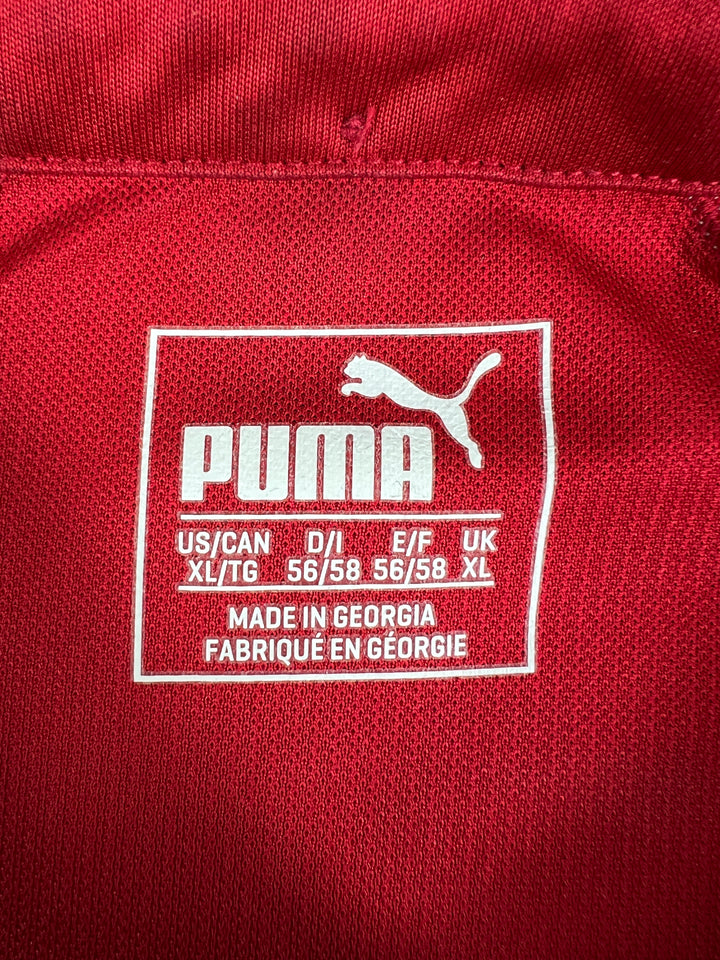 PUMA
US/CAN D/I E/F UK
XL/TG 56/58 56/58 XL
MADE IN GEORGIA
FABRIQUÉ EN GÉORGIE